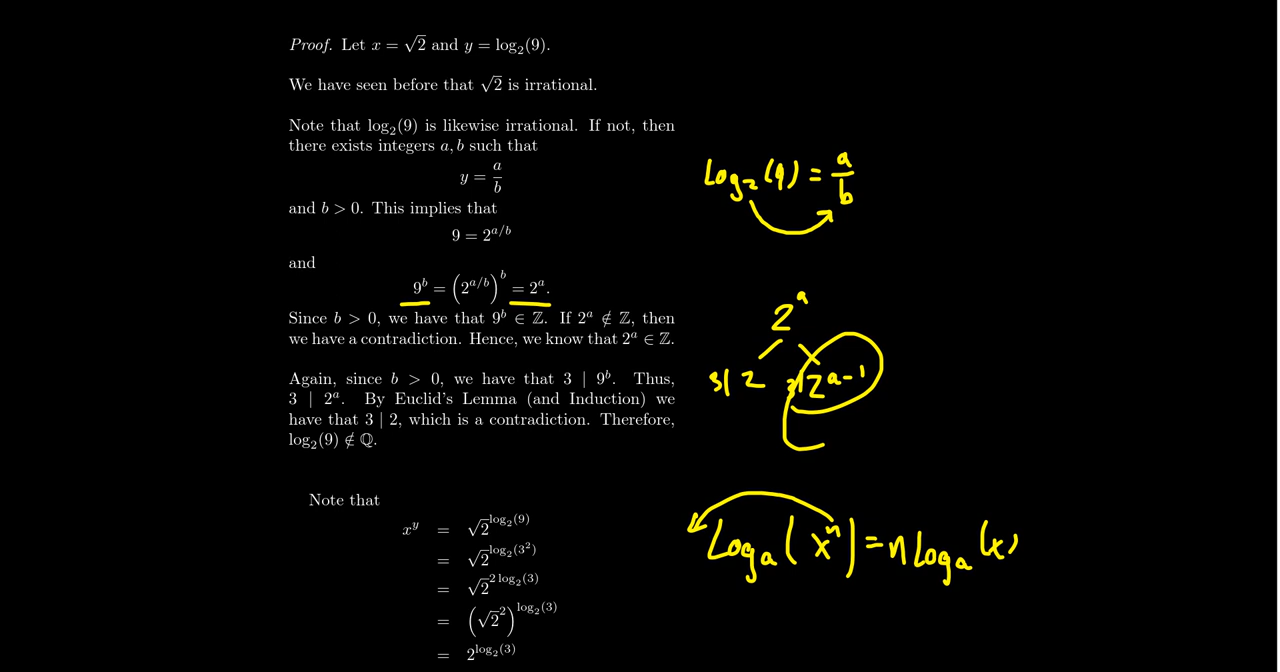 Proof. Let x = √2 and y = log₂(9).
We have seen before that √2 is irrational.
Note that log₂(9) is likewise irrational. If not, then
there exists integers a, b such that
y = a/b
and b > 0. This implies that
9 = 2^{a/b}
and
9^b = (2^{a/b})^b = 2^a.
Since b > 0, we have that 9^b ∈ ℤ. If 2^a ∉ ℤ, then
we have a contradiction. Hence, we know that 2^a ∈ ℤ.
Again, since b > 0, we have that 3 | 9^b. Thus,
3 | 2^a. By Euclid's Lemma (and Induction) we
have that 3 | 2, which is a contradiction. Therefore,
log₂(9) ∉ ℚ.
Note that
x^y = √2^{log₂(9)}
= √2^{log₂(3²)}
= √2^{2 log₂(3)}
= (√2²)^{log₂(3)}
= 2^{log₂(3)}
Log₂(9) = a/b
2^a
3|2 3|2^{a-1}
Log_a(x^n) = n Log_a(x)